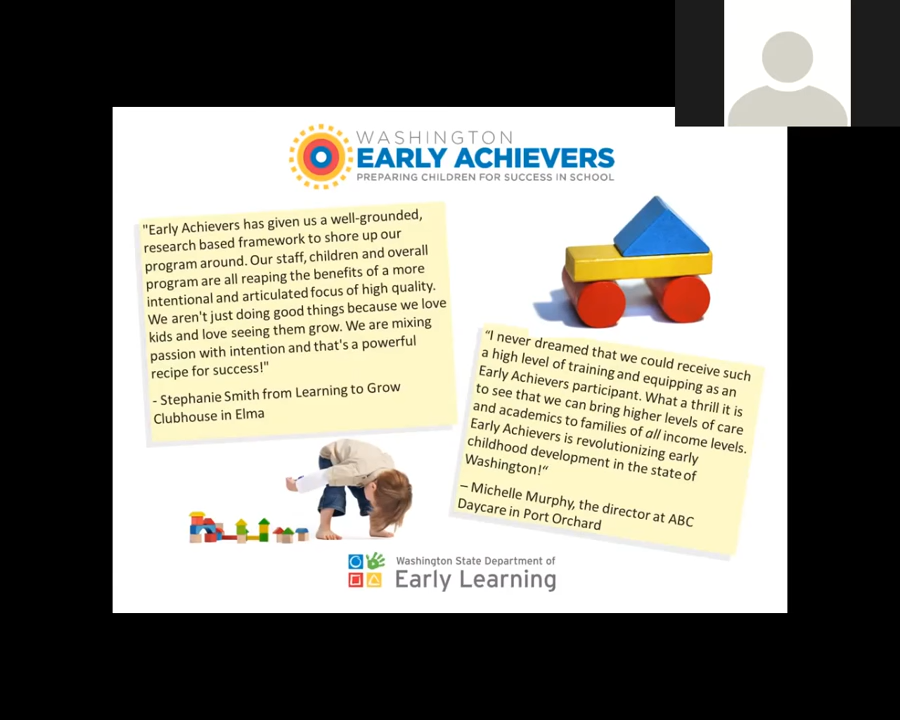 WASHINGTON
EARLY ACHIEVERS
PREPARING CHILDREN FOR SUCCESS IN SCHOOL
"Early Achievers has given us a well-grounded,
research based framework to shore up our
program around. Our staff, children and overall
program are all reaping the benefits of a more
intentional and articulated focus of high quality.
We aren't just doing good things because we love
kids and love seeing them grow. We are mixing
passion with intention and that's a powerful
recipe for success!"
- Stephanie Smith from Learning to Grow
Clubhouse in Elma
“I never dreamed that we could receive such
a high level of training and equipping as an
Early Achievers participant. What a thrill it is
to see that we can bring higher levels of care
and academics to families of all income levels.
Early Achievers is revolutionizing early
childhood development in the state of
Washington!“
– Michelle Murphy, the director at ABC
Daycare in Port Orchard
Washington State Department of
Early Learning